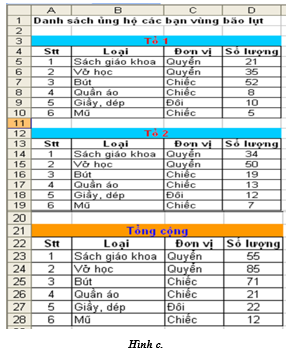 A B C D
1 Danh sách ủng hộ các bạn vùng bão lụt
2
3 Tổ 1
4 Stt Loại Đơn vị Số lượng
5 1 Sách giáo khoa Quyển 21
6 2 Vở học Quyển 35
7 3 Bút Chiếc 52
8 4 Quần áo Chiếc 8
9 5 Giầy, dép Đôi 10
10 6 Mũ Chiếc 5
11
12 Tổ 2
13 Stt Loại Đơn vị Số lượng
14 1 Sách giáo khoa Quyển 34
15 2 Vở học Quyển 50
16 3 Bút Chiếc 19
17 4 Quần áo Chiếc 13
18 5 Giầy, dép Đôi 12
19 6 Mũ Chiếc 7
20
21 Tổng cộng
22 Stt Loại Đơn vị Số lượng
23 1 Sách giáo khoa Quyển 55
24 2 Vở học Quyển 85
25 3 Bút Chiếc 71
26 4 Quần áo Chiếc 21
27 5 Giầy, dép Đôi 22
28 6 Mũ Chiếc 12
Hình c.